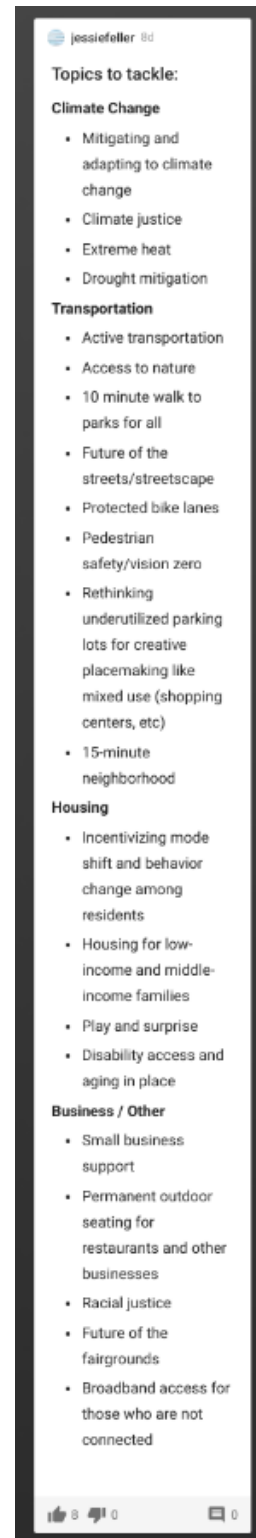 jessiefeller 8d
Topics to tackle:
Climate Change
• Mitigating and
adapting to climate
change
• Climate justice
• Extreme heat
• Drought mitigation
Transportation
• Active transportation
• Access to nature
• 10 minute walk to
parks for all
• Future of the
streets/streetscape
• Protected bike lanes
• Pedestrian
safety/vision zero
• Rethinking
underutilized parking
lots for creative
placemaking like
mixed use (shopping
centers, etc)
• 15-minute
neighborhood
Housing
• Incentivizing mode
shift and behavior
change among
residents
• Housing for low-
income and middle-
income families
• Play and surprise
• Disability access and
aging in place
Business / Other
• Small business
support
• Permanent outdoor
seating for
restaurants and other
businesses
• Racial justice
• Future of the
fairgrounds
• Broadband access for
those who are not
connected
8 0 0